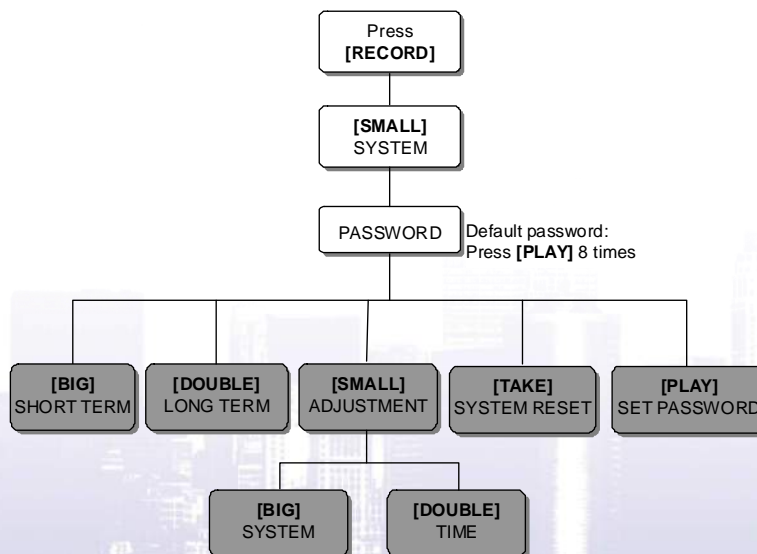 Press
[RECORD]
[SMALL]
SYSTEM
PASSWORD
Default password:
Press [PLAY] 8 times
[BIG]
SHORT TERM
[DOUBLE]
LONG TERM
[SMALL]
ADJUSTMENT
[TAKE]
SYSTEM RESET
[PLAY]
SET PASSWORD
[BIG]
SYSTEM
[DOUBLE]
TIME